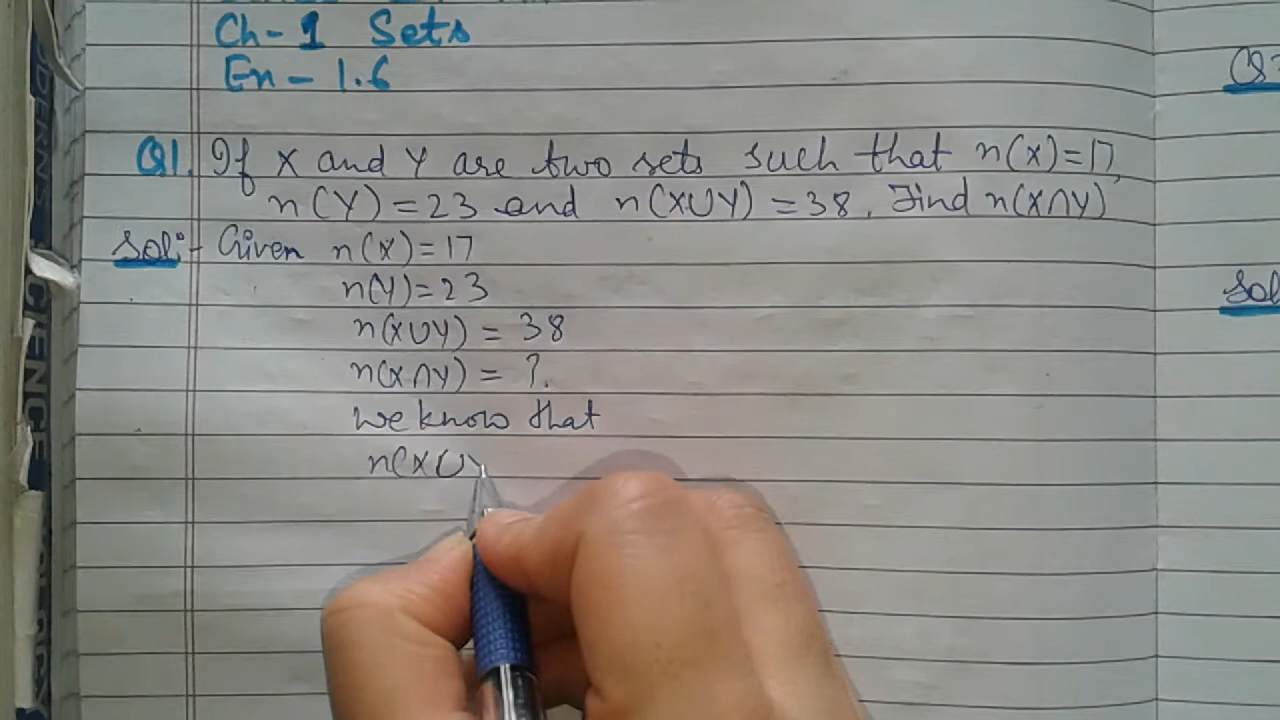 Ch-1 Sets
Ex-1.6
Q1. If X and Y are two sets such that n(X)=17,
n(Y)=23 and n(X∪Y)=38. Find n(X∩Y)
Sol:- Given n(X)=17
n(Y)=23
n(X∪Y) = 38
n(X∩Y) = ?.
We know that
n(X∪Y
Sol